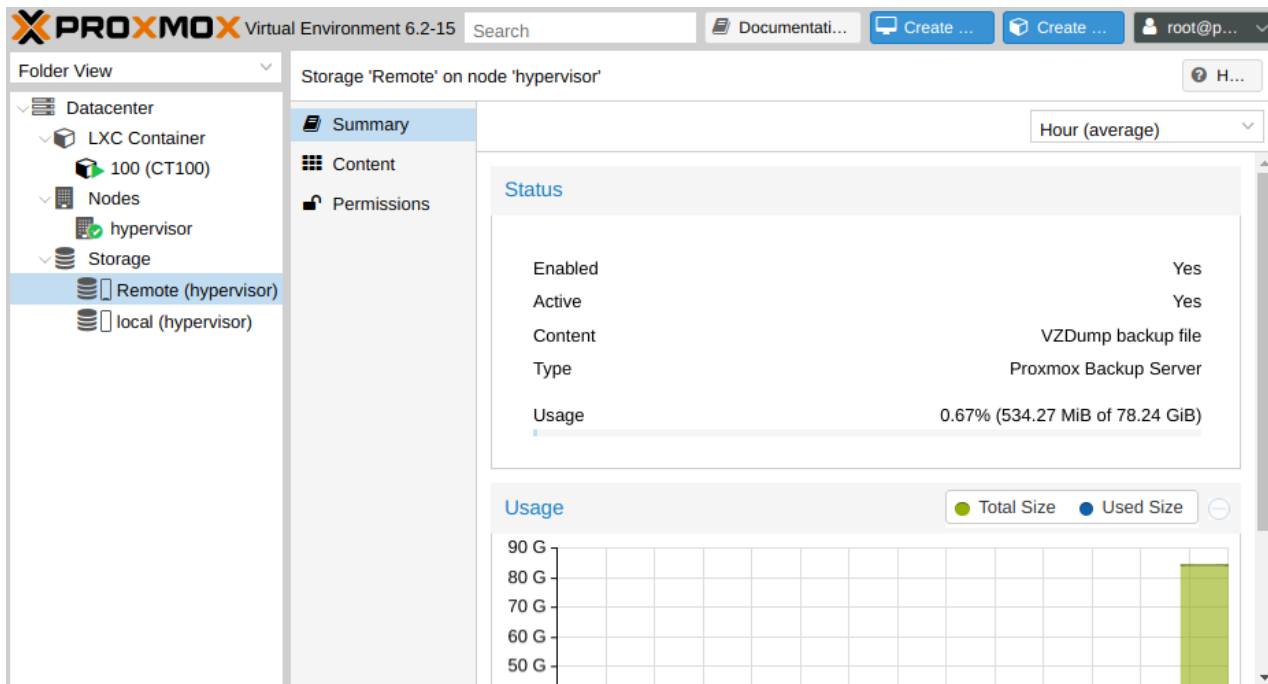 PROXMOX Virtual Environment 6.2-15 Search Documentati... Create ... Create ... root@p...
Folder View
Storage 'Remote' on node 'hypervisor'
H...
Datacenter
LXC Container
100 (CT100)
Nodes
hypervisor
Storage
Remote (hypervisor)
local (hypervisor)
Summary
Content
Permissions
Hour (average)
Status
Enabled Yes
Active Yes
Content VZDump backup file
Type Proxmox Backup Server
Usage 0.67% (534.27 MiB of 78.24 GiB)
Usage
Total Size Used Size
90 G
80 G
70 G
60 G
50 G